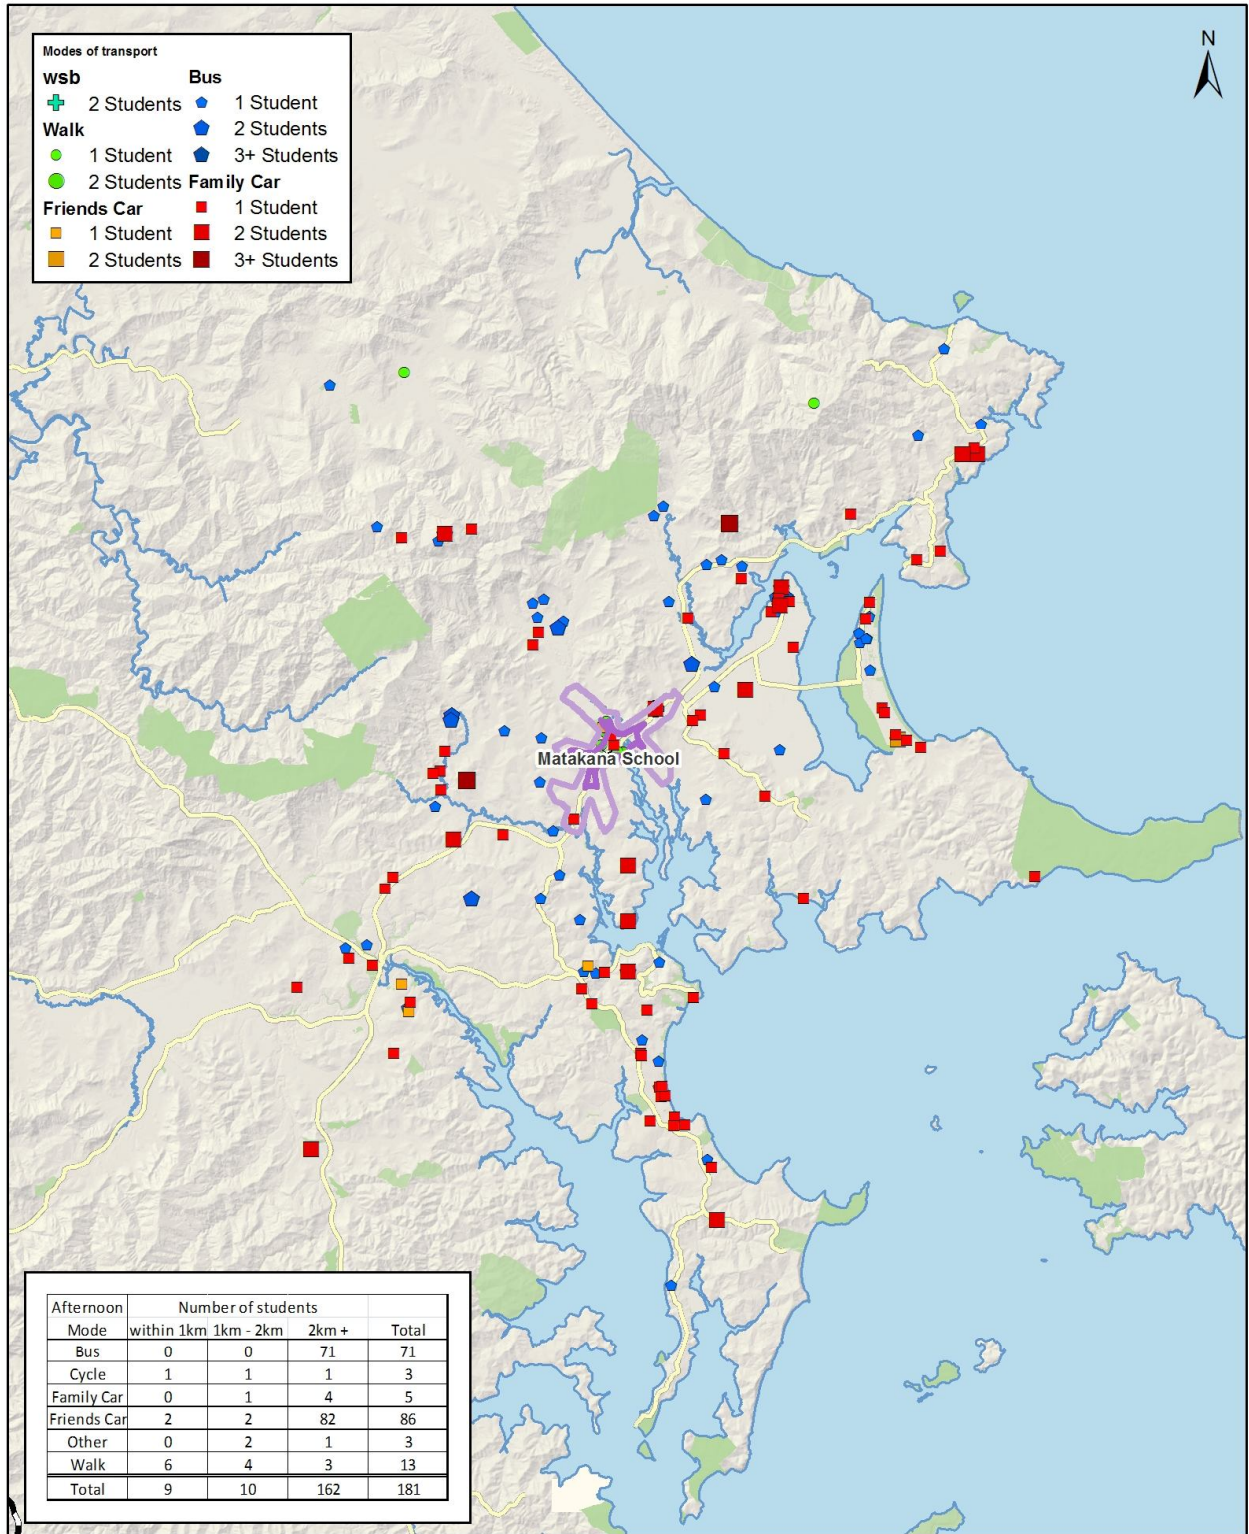 Modes of transport
wsb Bus
2 Students 1 Student
2 Students
Walk
1 Student 3+ Students
2 Students Family Car
Friends Car 1 Student
1 Student 2 Students
2 Students 3+ Students
N
Matakana School
Afternoon Number of students
Mode within 1km 1km - 2km 2km + Total
Bus 0 0 71 71
Cycle 1 1 1 3
Family Car 0 1 4 5
Friends Car 2 2 82 86
Other 0 2 1 3
Walk 6 4 3 13
Total 9 10 162 181